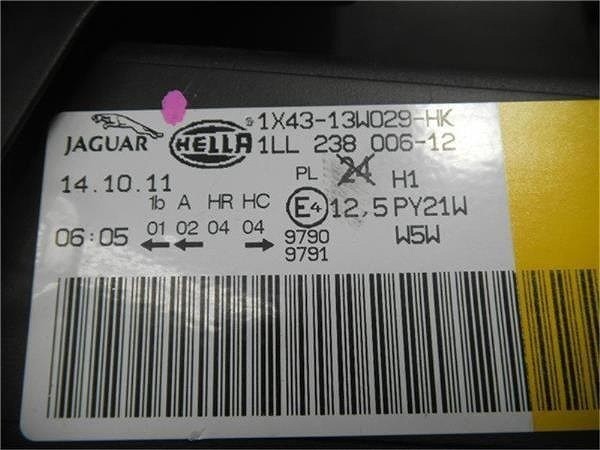 JAGUAR HELLA 1X43-13W029-HK
1LL 238 006-12
14.10.11 PL 24 H1
1b A HR HC E4 12,5 PY21W
06:05 01 02 04 04 9790 W5W
9791